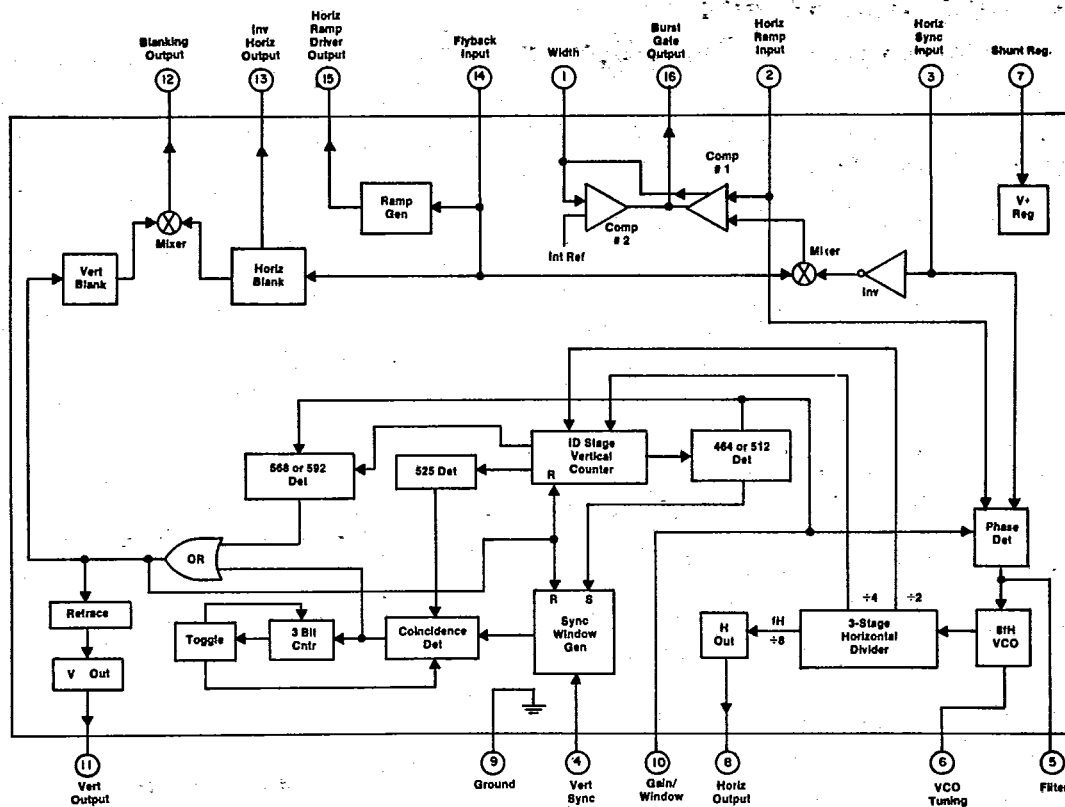 Blanking
Output
12
Inv
Horiz
Output
13
Horiz
Ramp
Driver
Output
15
Flyback
Input
14
Width
1
Burst
Gate
Output
16
Horiz
Ramp
Input
2
Horiz
Sync
Input
3
Shunt Reg.
7
Ramp
Gen
Comp
# 1
Comp
# 2
Int Ref
V+
Reg
Mixer
Vert
Blank
Horiz
Blank
Mixer
Inv
568 or 592
Det
525 Det
ID Stage
Vertical
Counter
R
464 or 512
Det
Phase
Det
OR
Retrace
V Out
Toggle
3 Bit
Cntr
Coincidence
Det
R S
Sync
Window
Gen
H
Out
fH
÷8
÷4
÷2
3-Stage
Horizontal
Divider
8fH
VCO
11
Vert
Output
9
Ground
4
Vert
Sync
10
Gain/
Window
8
Horiz
Output
6
VCO
Tuning
5
Filter